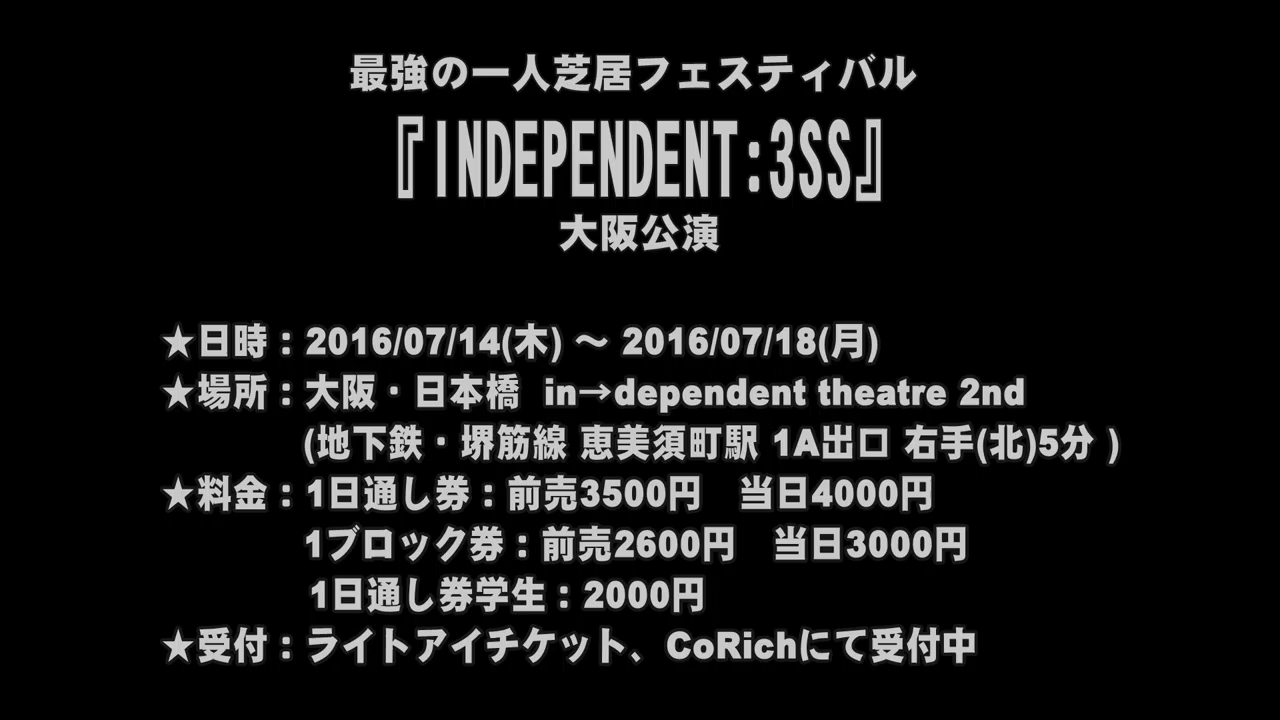 最強の一人芝居フェスティバル
『INDEPENDENT:3SS』
大阪公演
★日時：2016/07/14(木) ～ 2016/07/18(月)
★場所：大阪・日本橋 in→dependent theatre 2nd
(地下鉄・堺筋線 恵美須町駅 1A出口 右手(北)5分 )
★料金：1日通し券：前売3500円　当日4000円
1ブロック券：前売2600円　当日3000円
1日通し券学生：2000円
★受付：ライトアイチケット、CoRichにて受付中